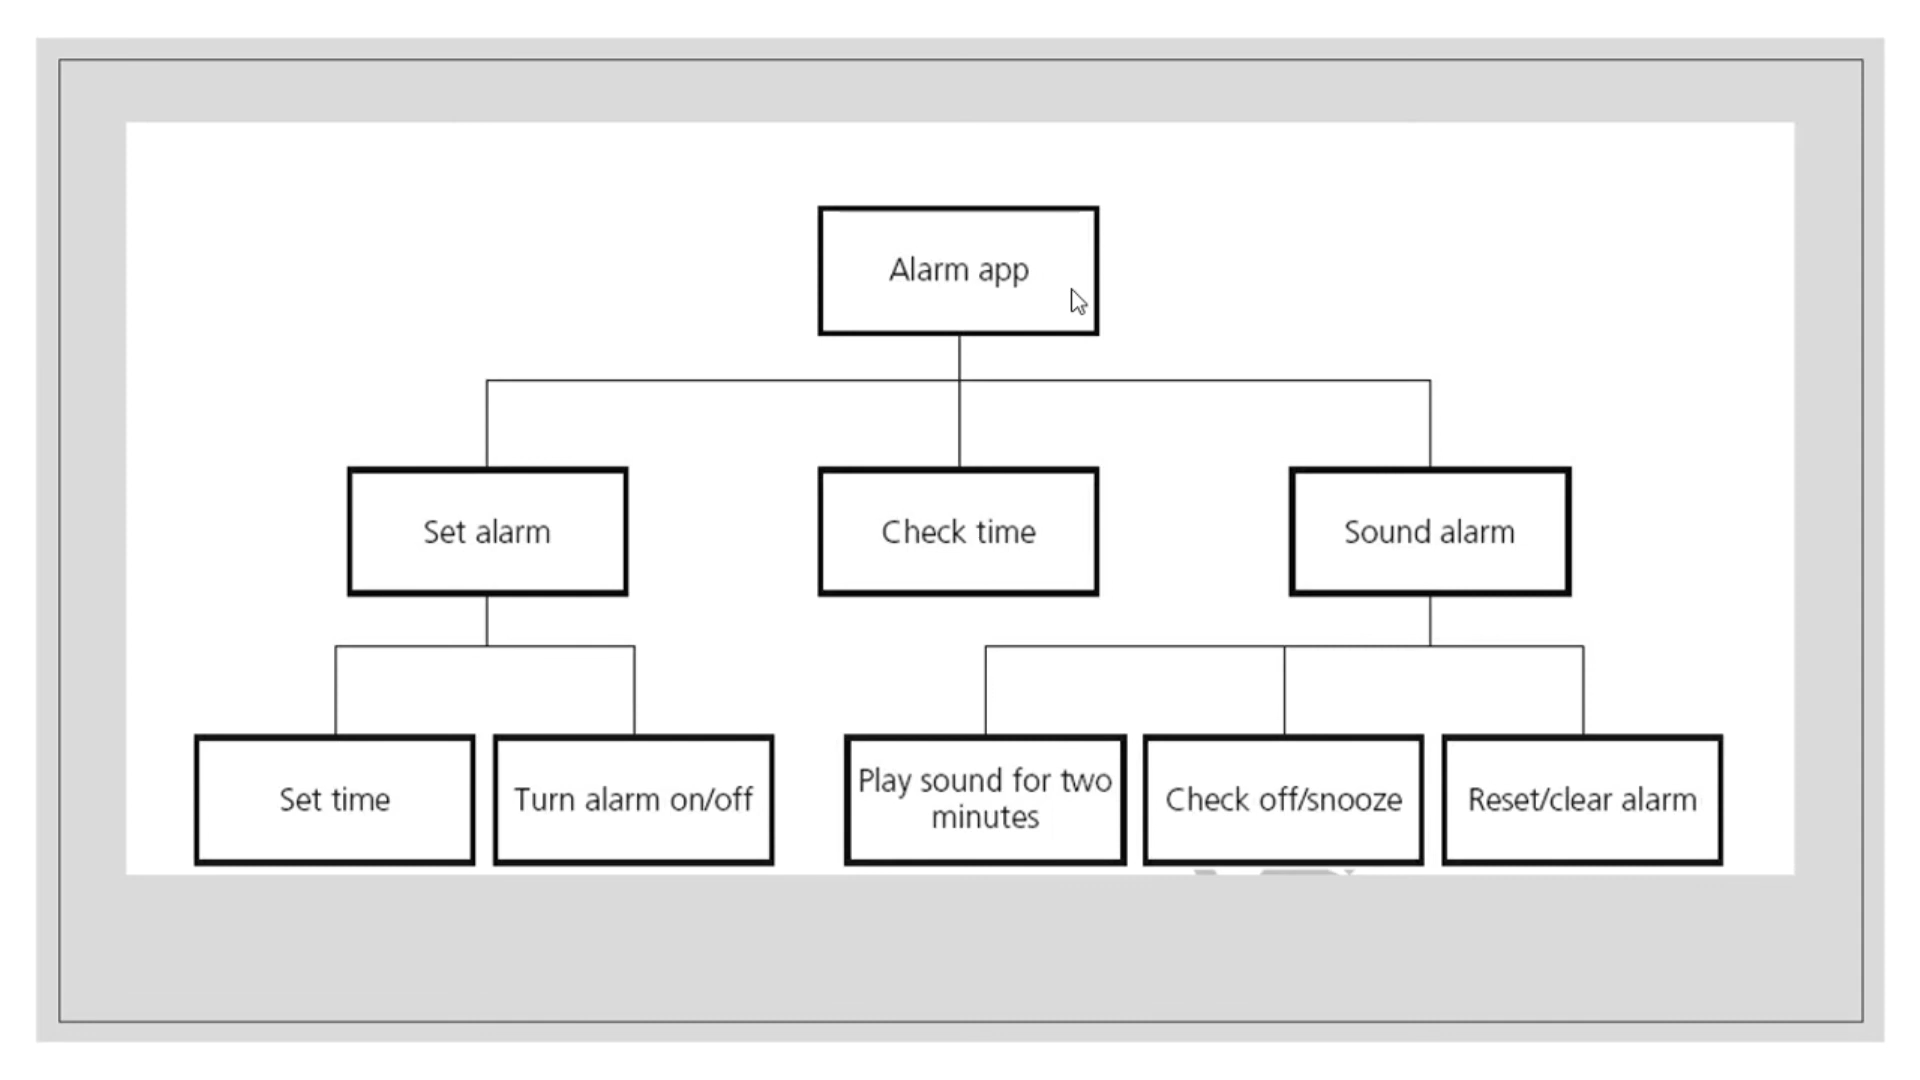 Alarm app
Set alarm
Check time
Sound alarm
Set time
Turn alarm on/off
Play sound for two
minutes
Check off/snooze
Reset/clear alarm